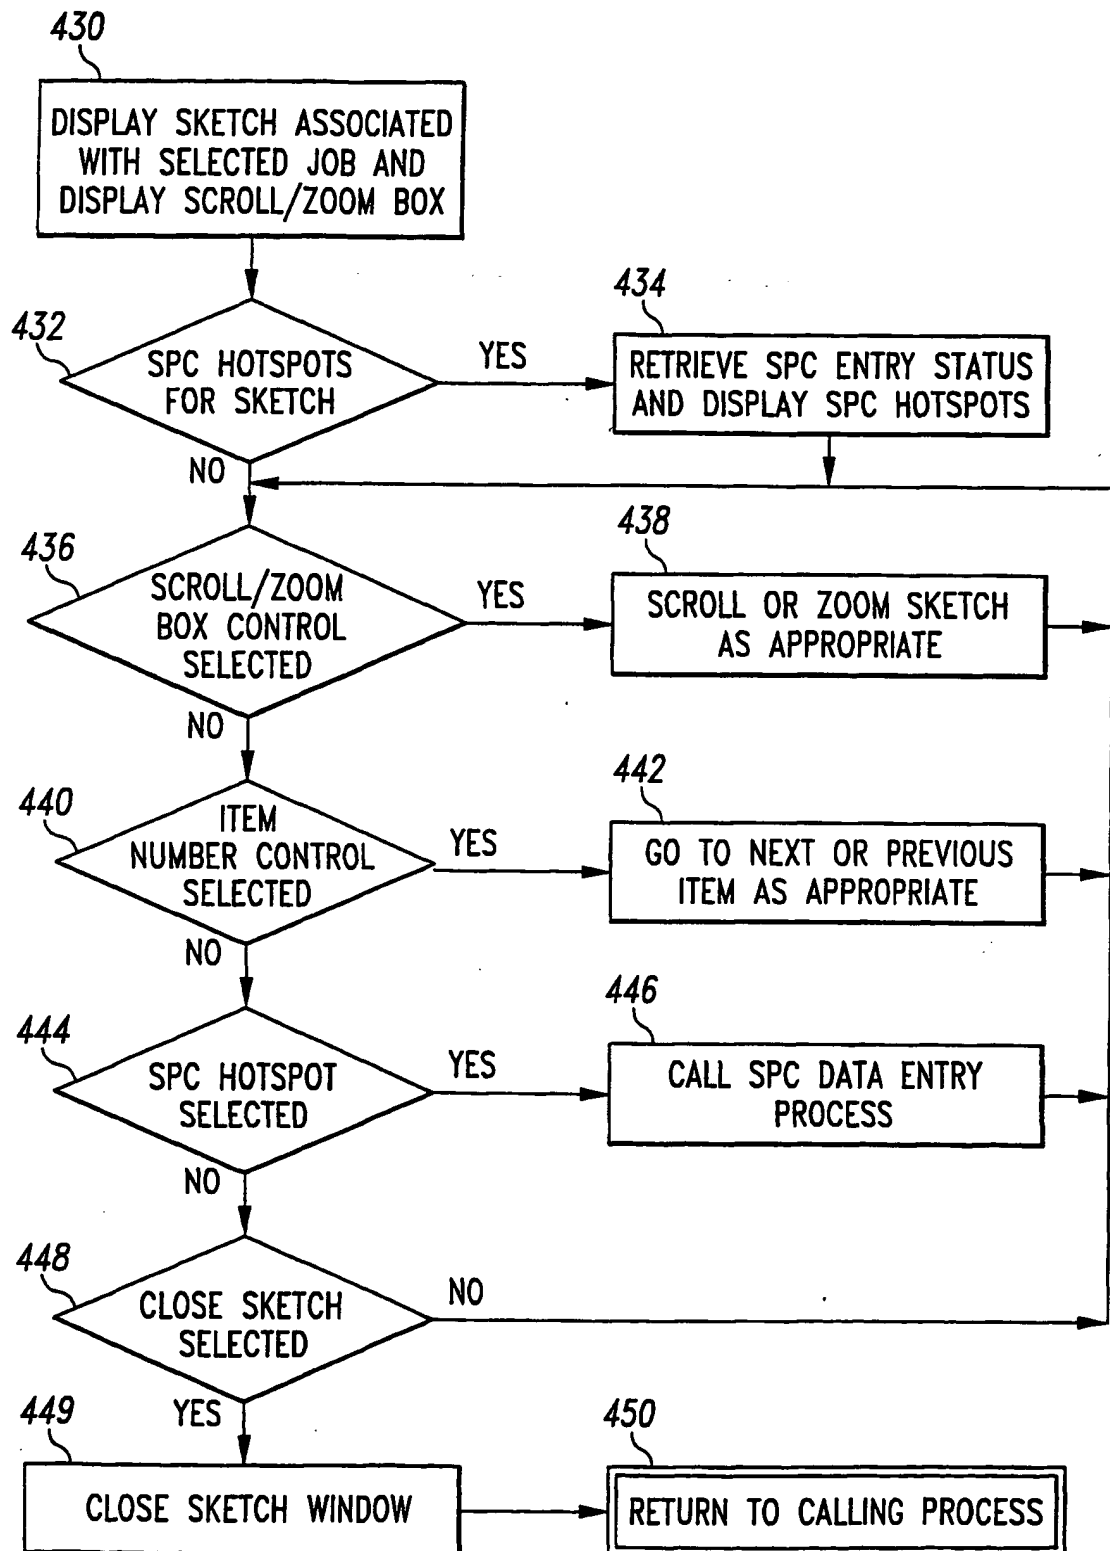 430
DISPLAY SKETCH ASSOCIATED
WITH SELECTED JOB AND
DISPLAY SCROLL/ZOOM BOX
432
SPC HOTSPOTS
FOR SKETCH
YES
434
RETRIEVE SPC ENTRY STATUS
AND DISPLAY SPC HOTSPOTS
NO
436
SCROLL/ZOOM
BOX CONTROL
SELECTED
YES
438
SCROLL OR ZOOM SKETCH
AS APPROPRIATE
NO
440
ITEM
NUMBER CONTROL
SELECTED
YES
442
GO TO NEXT OR PREVIOUS
ITEM AS APPROPRIATE
NO
444
SPC HOTSPOT
SELECTED
YES
446
CALL SPC DATA ENTRY
PROCESS
NO
448
CLOSE SKETCH
SELECTED
NO
YES
449
CLOSE SKETCH WINDOW
450
RETURN TO CALLING PROCESS